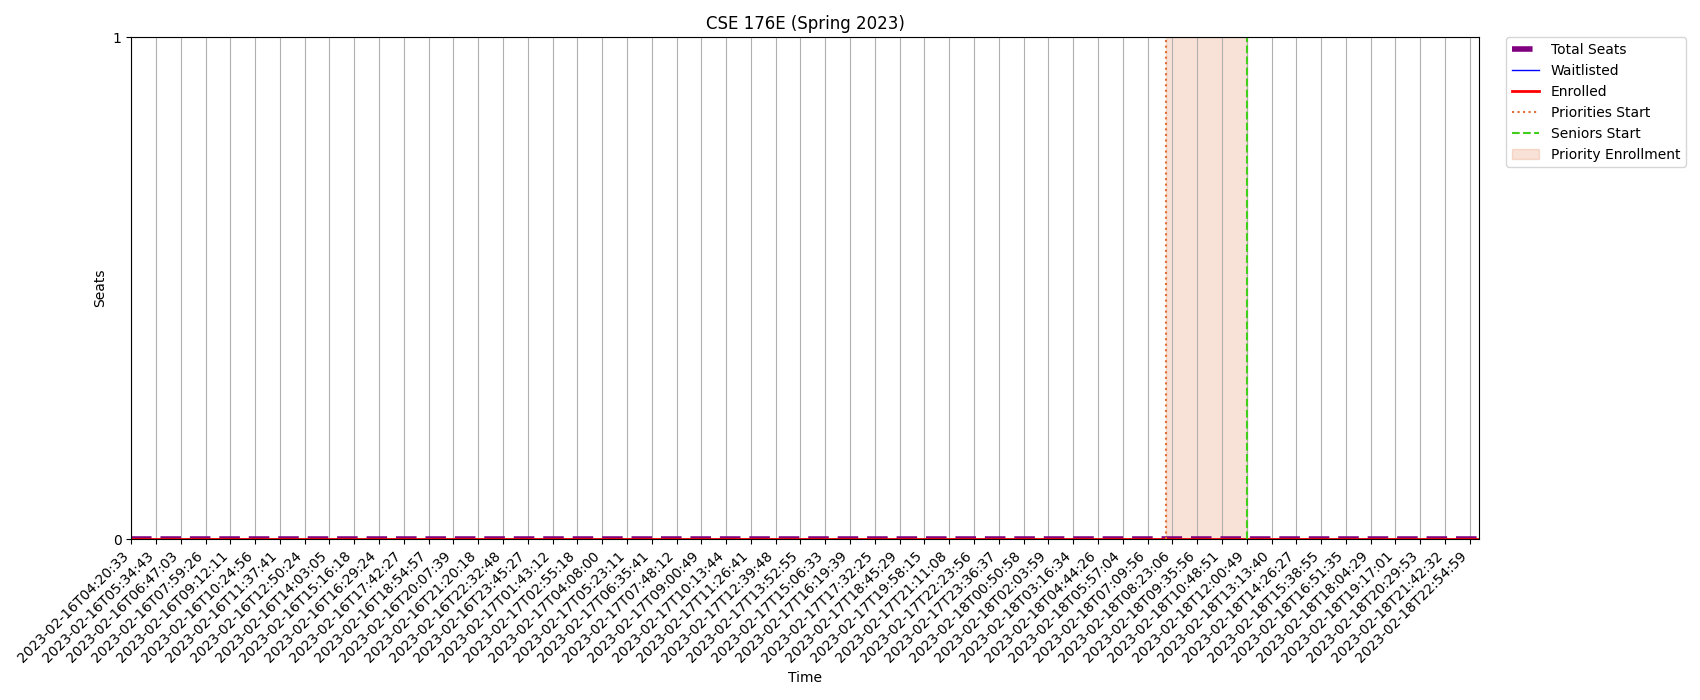 CSE 176E (Spring 2023)
1
0
Seats
Total Seats
Waitlisted
Enrolled
Priorities Start
Seniors Start
Priority Enrollment
2023-02-16T04:20:33
2023-02-16T05:34:43
2023-02-16T06:47:03
2023-02-16T07:59:26
2023-02-16T09:12:11
2023-02-16T10:24:56
2023-02-16T11:37:41
2023-02-16T12:50:24
2023-02-16T14:03:05
2023-02-16T15:16:18
2023-02-16T16:29:24
2023-02-16T17:42:27
2023-02-16T18:54:57
2023-02-16T20:07:39
2023-02-16T21:20:18
2023-02-16T22:32:48
2023-02-16T23:45:27
2023-02-17T01:43:12
2023-02-17T02:55:18
2023-02-17T04:08:00
2023-02-17T05:23:11
2023-02-17T06:35:41
2023-02-17T07:48:12
2023-02-17T09:00:49
2023-02-17T10:13:44
2023-02-17T11:26:41
2023-02-17T12:39:48
2023-02-17T13:52:55
2023-02-17T15:06:33
2023-02-17T16:19:39
2023-02-17T17:32:25
2023-02-17T18:45:29
2023-02-17T19:58:15
2023-02-17T21:11:08
2023-02-17T22:23:56
2023-02-17T23:36:37
2023-02-18T00:50:58
2023-02-18T02:03:59
2023-02-18T03:16:34
2023-02-18T04:44:26
2023-02-18T05:57:04
2023-02-18T07:09:56
2023-02-18T08:23:06
2023-02-18T09:35:56
2023-02-18T10:48:51
2023-02-18T12:00:49
2023-02-18T13:13:40
2023-02-18T14:26:27
2023-02-18T15:38:55
2023-02-18T16:51:35
2023-02-18T18:04:29
2023-02-18T19:17:01
2023-02-18T20:29:53
2023-02-18T21:42:32
2023-02-18T22:54:59
Time